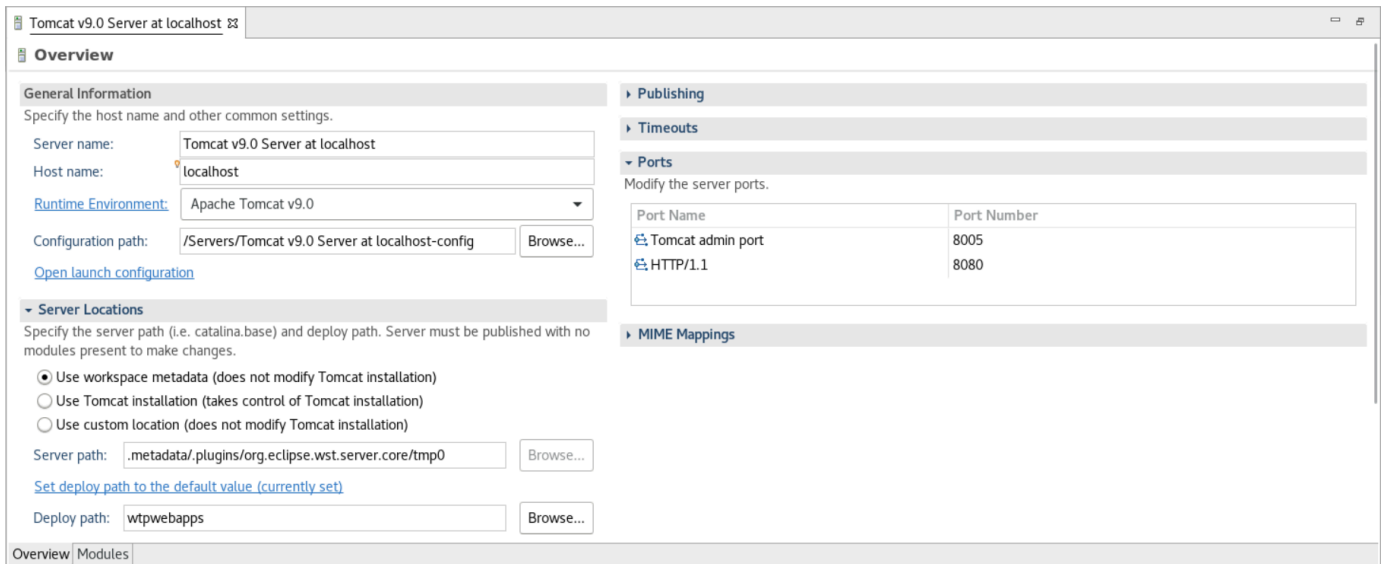 Tomcat v9.0 Server at localhost
Overview
General Information
Specify the host name and other common settings.
Server name: Tomcat v9.0 Server at localhost
Host name: localhost
Runtime Environment: Apache Tomcat v9.0
Configuration path: /Servers/Tomcat v9.0 Server at localhost-config Browse...
Open launch configuration
Server Locations
Specify the server path (i.e. catalina.base) and deploy path. Server must be published with no
modules present to make changes.
Use workspace metadata (does not modify Tomcat installation)
Use Tomcat installation (takes control of Tomcat installation)
Use custom location (does not modify Tomcat installation)
Server path: .metadata/.plugins/org.eclipse.wst.server.core/tmp0 Browse...
Set deploy path to the default value (currently set)
Deploy path: wtpwebapps Browse...
Publishing
Timeouts
Ports
Modify the server ports.
Port Name Port Number
Tomcat admin port 8005
HTTP/1.1 8080
MIME Mappings
Overview Modules